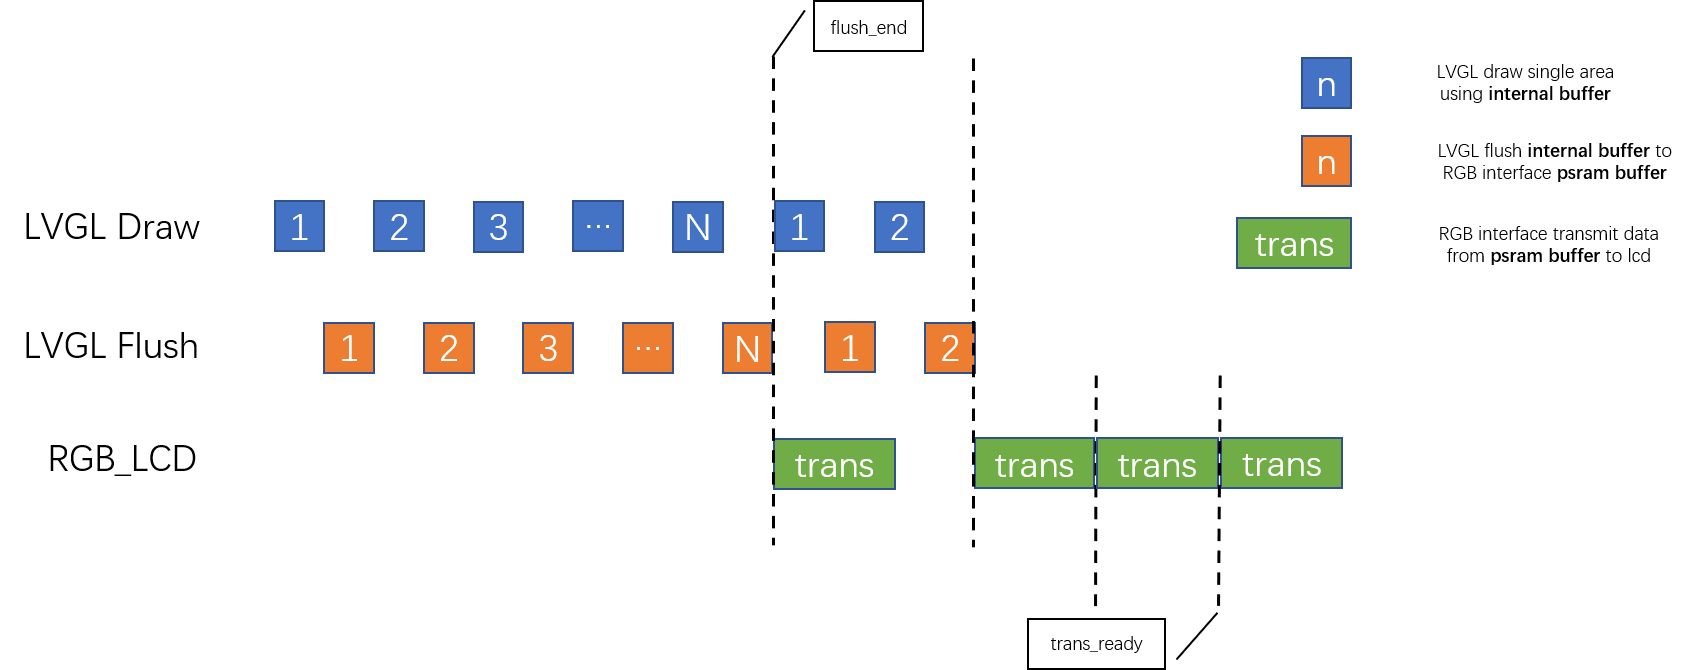 flush_end
n
LVGL draw single area
using internal buffer
n
LVGL flush internal buffer to
RGB interface psram buffer
trans
RGB interface transmit data
from psram buffer to lcd
LVGL Draw
1 2 3 ... N 1 2
LVGL Flush
1 2 3 ... N 1 2
RGB_LCD
trans trans trans trans
trans_ready